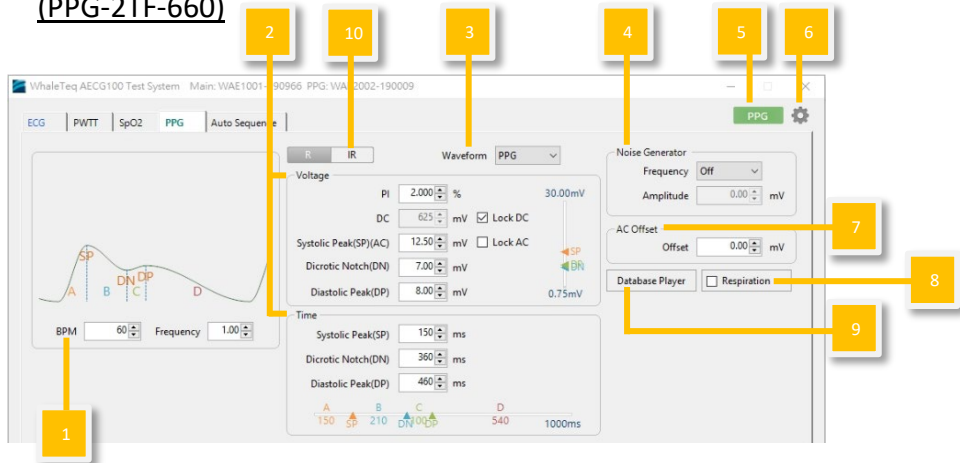 (PPG-2TF-660)
2
10
3
4
5
6
WhaleTeq AECG100 Test System Main: WAE1001- 90966 PPG: WA 2002-190009
ECG PWTT SpO2 PPG Auto Sequence
PPG
R IR
Waveform PPG
Noise Generator
Frequency Off
Amplitude 0.00 mV
Voltage
PI 2.000 %
30.00mV
DC 625 mV Lock DC
Systolic Peak(SP)(AC) 12.50 mV Lock AC
Dicrotic Notch(DN) 7.00 mV
Diastolic Peak(DP) 8.00 mV
SP
DN
0.75mV
AC Offset
Offset 0.00 mV
7
Database Player
Respiration
8
9
SP
DN DP
A B C D
BPM 60 Frequency 1.00
Time
Systolic Peak(SP) 150 ms
Dicrotic Notch(DN) 360 ms
Diastolic Peak(DP) 460 ms
A B C D
150 SP 210 DN 100 DP 540 1000ms
1